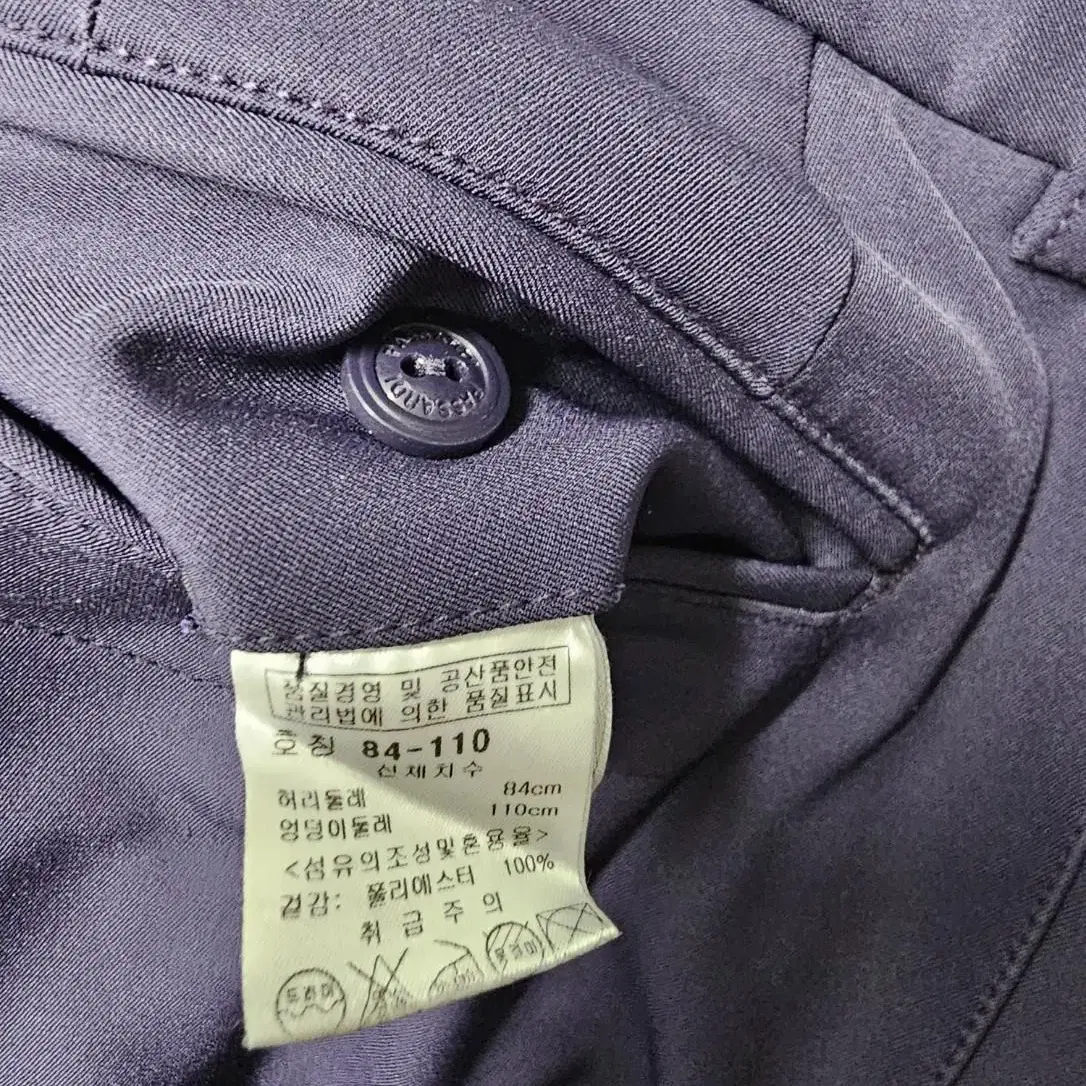 품질경영 및 공산품안전
관리법에 의한 품질표시
호칭 84-110
신체치수
허리둘레 84cm
엉덩이둘레 110cm
<섬유의조성및혼용율>
겉감: 폴리에스터 100%
취급주의
드라이